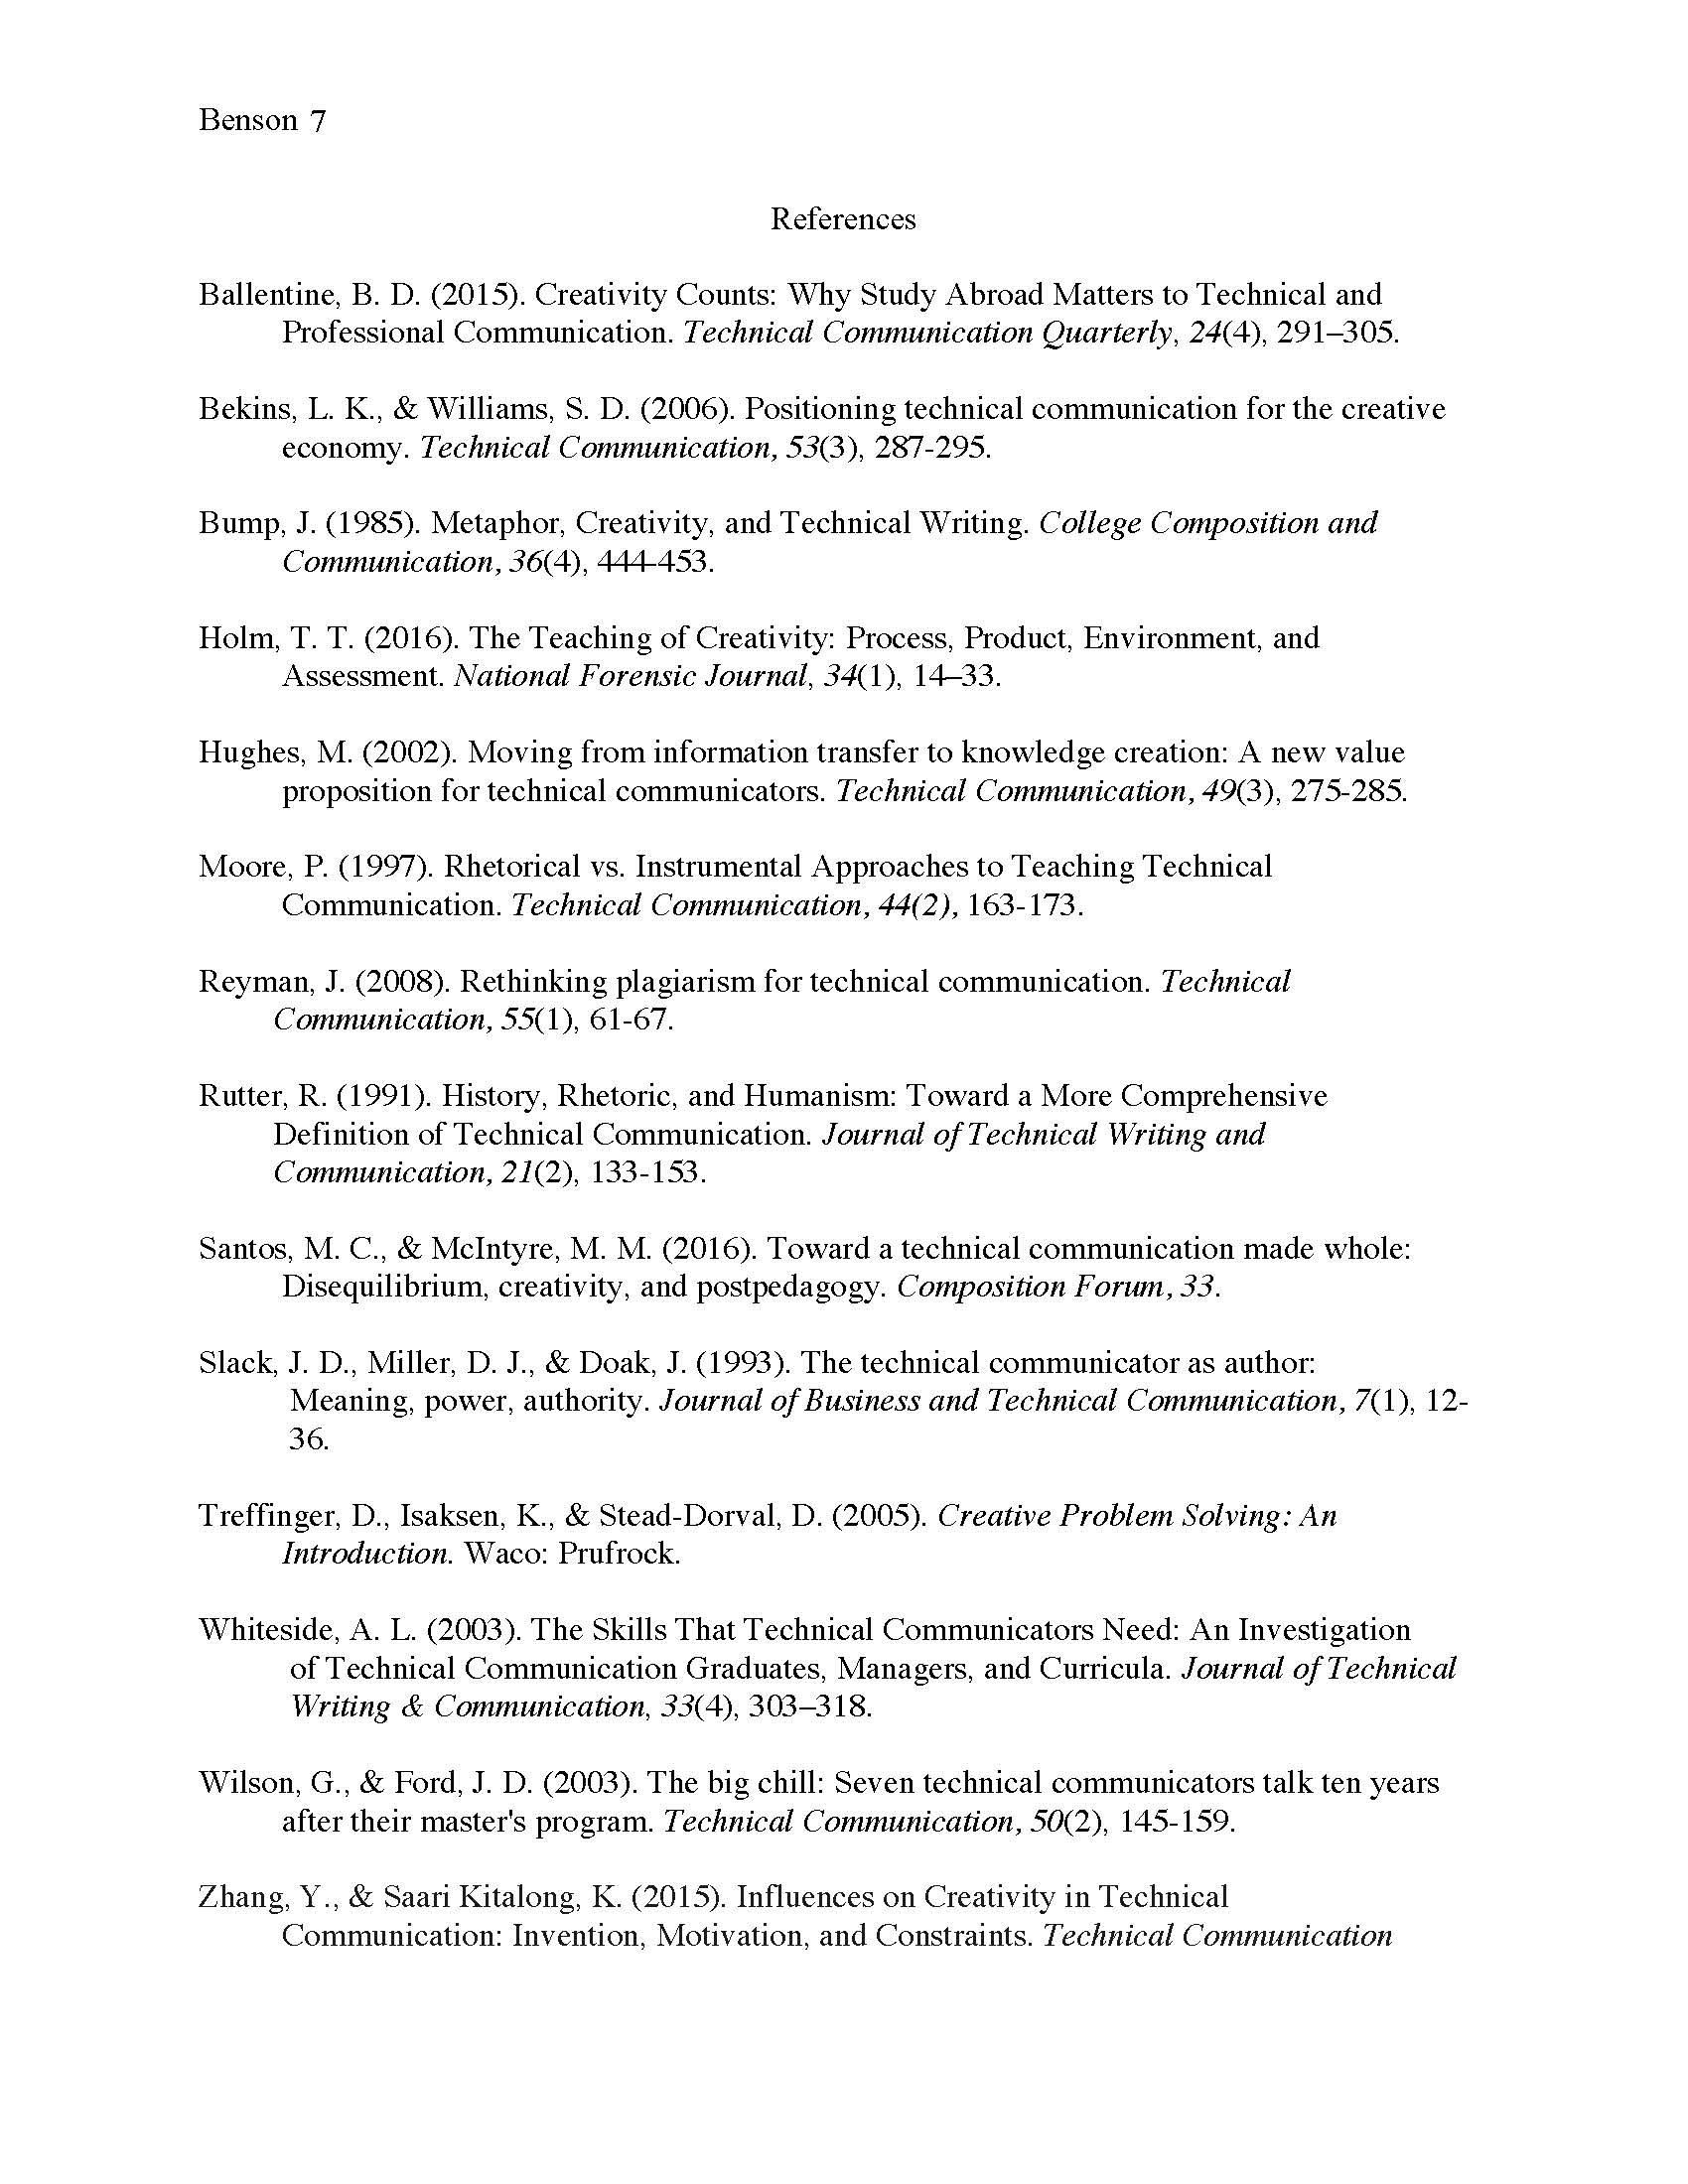 Benson 7
References
Ballentine, B. D. (2015). Creativity Counts: Why Study Abroad Matters to Technical and
Professional Communication. Technical Communication Quarterly, 24(4), 291–305.
Bekins, L. K., & Williams, S. D. (2006). Positioning technical communication for the creative
economy. Technical Communication, 53(3), 287-295.
Bump, J. (1985). Metaphor, Creativity, and Technical Writing. College Composition and
Communication, 36(4), 444-453.
Holm, T. T. (2016). The Teaching of Creativity: Process, Product, Environment, and
Assessment. National Forensic Journal, 34(1), 14–33.
Hughes, M. (2002). Moving from information transfer to knowledge creation: A new value
proposition for technical communicators. Technical Communication, 49(3), 275-285.
Moore, P. (1997). Rhetorical vs. Instrumental Approaches to Teaching Technical
Communication. Technical Communication, 44(2), 163-173.
Reyman, J. (2008). Rethinking plagiarism for technical communication. Technical
Communication, 55(1), 61-67.
Rutter, R. (1991). History, Rhetoric, and Humanism: Toward a More Comprehensive
Definition of Technical Communication. Journal of Technical Writing and
Communication, 21(2), 133-153.
Santos, M. C., & McIntyre, M. M. (2016). Toward a technical communication made whole:
Disequilibrium, creativity, and postpedagogy. Composition Forum, 33.
Slack, J. D., Miller, D. J., & Doak, J. (1993). The technical communicator as author:
Meaning, power, authority. Journal of Business and Technical Communication, 7(1), 12-
36.
Treffinger, D., Isaksen, K., & Stead-Dorval, D. (2005). Creative Problem Solving: An
Introduction. Waco: Prufrock.
Whiteside, A. L. (2003). The Skills That Technical Communicators Need: An Investigation
of Technical Communication Graduates, Managers, and Curricula. Journal of Technical
Writing & Communication, 33(4), 303–318.
Wilson, G., & Ford, J. D. (2003). The big chill: Seven technical communicators talk ten years
after their master's program. Technical Communication, 50(2), 145-159.
Zhang, Y., & Saari Kitalong, K. (2015). Influences on Creativity in Technical
Communication: Invention, Motivation, and Constraints. Technical Communication